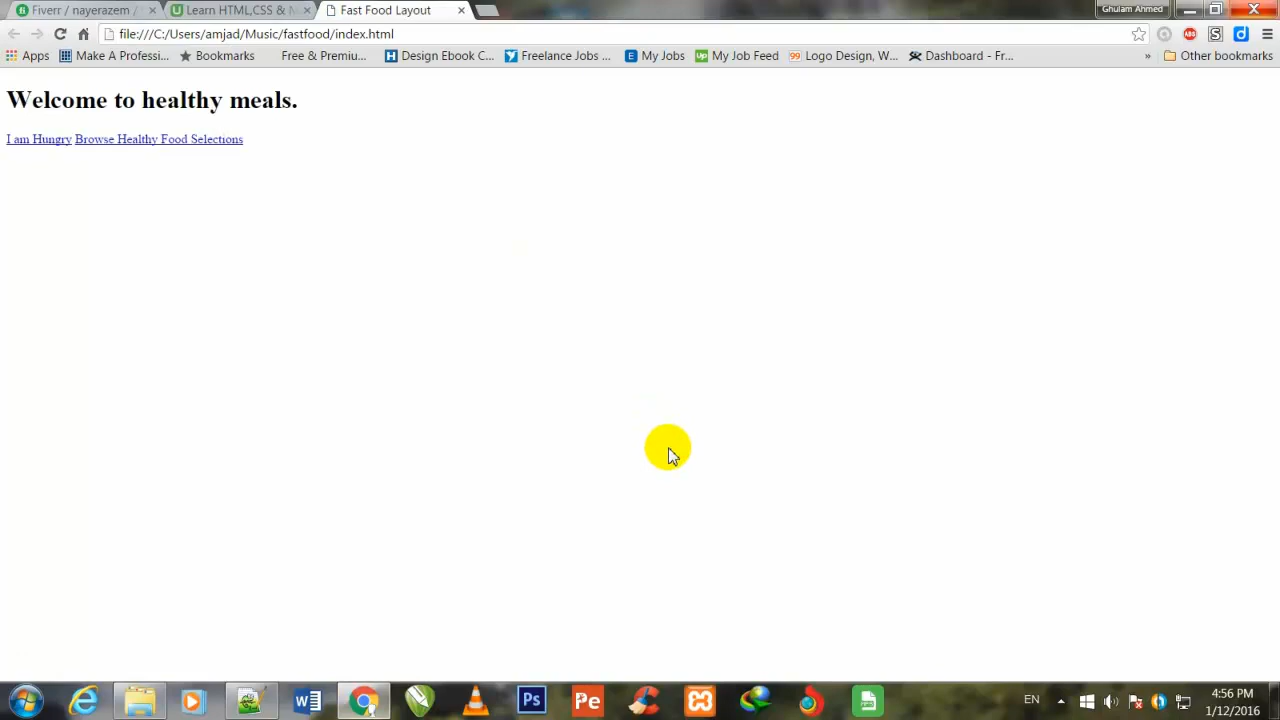 Fiverr / nayerazem /
Learn HTML,CSS &
Fast Food Layout
Ghulam Ahmed
file:///C:/Users/amjad/Music/fastfood/index.html
Apps
Make A Professi...
Bookmarks
Free & Premiu...
Design Ebook C...
Freelance Jobs ...
My Jobs
My Job Feed
Logo Design, W...
Dashboard - Fr...
»
Other bookmarks
Welcome to healthy meals.
I am Hungry Browse Healthy Food Selections
Ps
Pe
EN
4:56 PM
1/12/2016